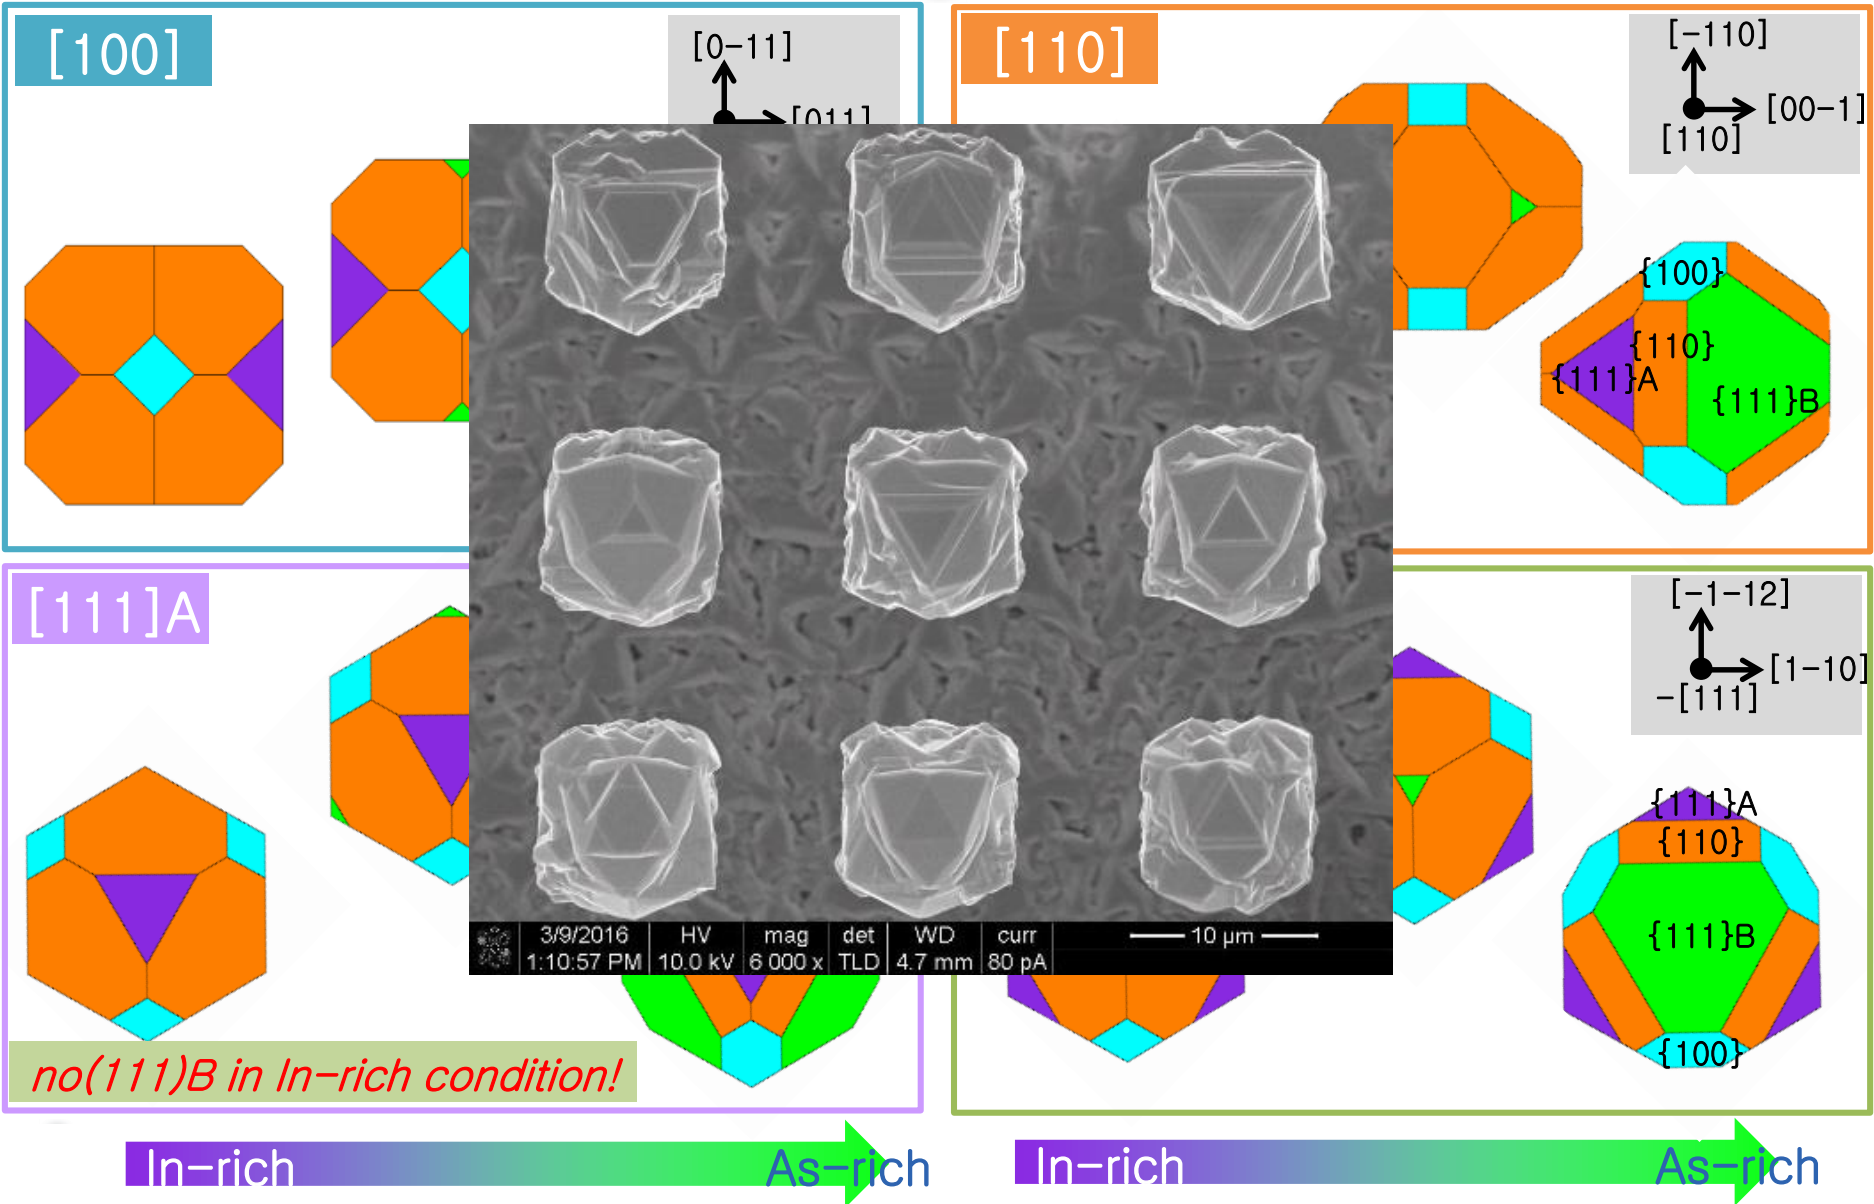 [100]
[0-11]
[011]
[110]
[-110]
[00-1]
[110]
{100}
{110}
{111}A
{111}B
[111]A
[-1-12]
[1-10]
-[111]
{111}A
{110}
{111}B
{100}
3/9/2016 HV mag det WD curr
1:10:57 PM 10.0 kV 6 000 x TLD 4.7 mm 80 pA
10 µm
no(111)B in In-rich condition!
In-rich As-rich
In-rich As-rich